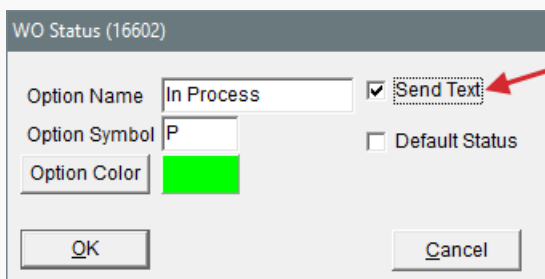 WO Status (16602)
Option Name In Process Send Text
Option Symbol P Default Status
Option Color
OK Cancel